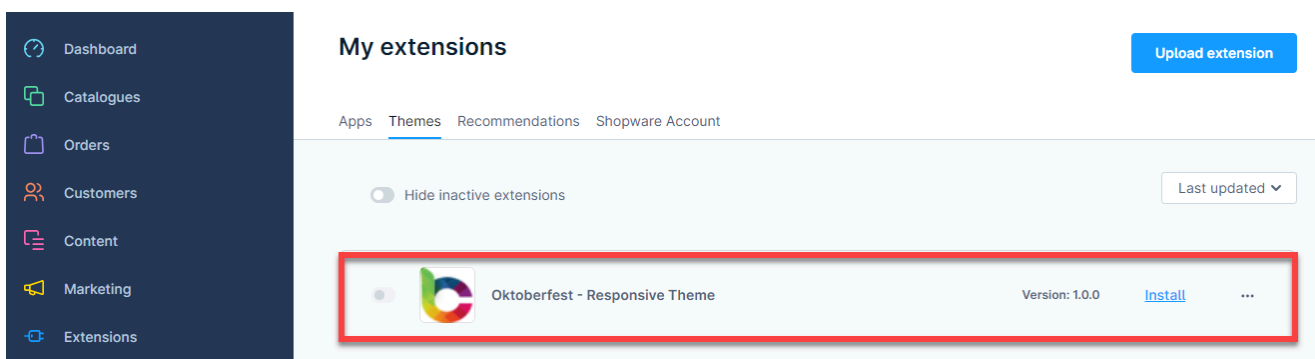 Dashboard
Catalogues
Orders
Customers
Content
Marketing
Extensions
My extensions
Upload extension
Apps Themes Recommendations Shopware Account
Hide inactive extensions
Last updated
Oktoberfest - Responsive Theme Version: 1.0.0 Install ...